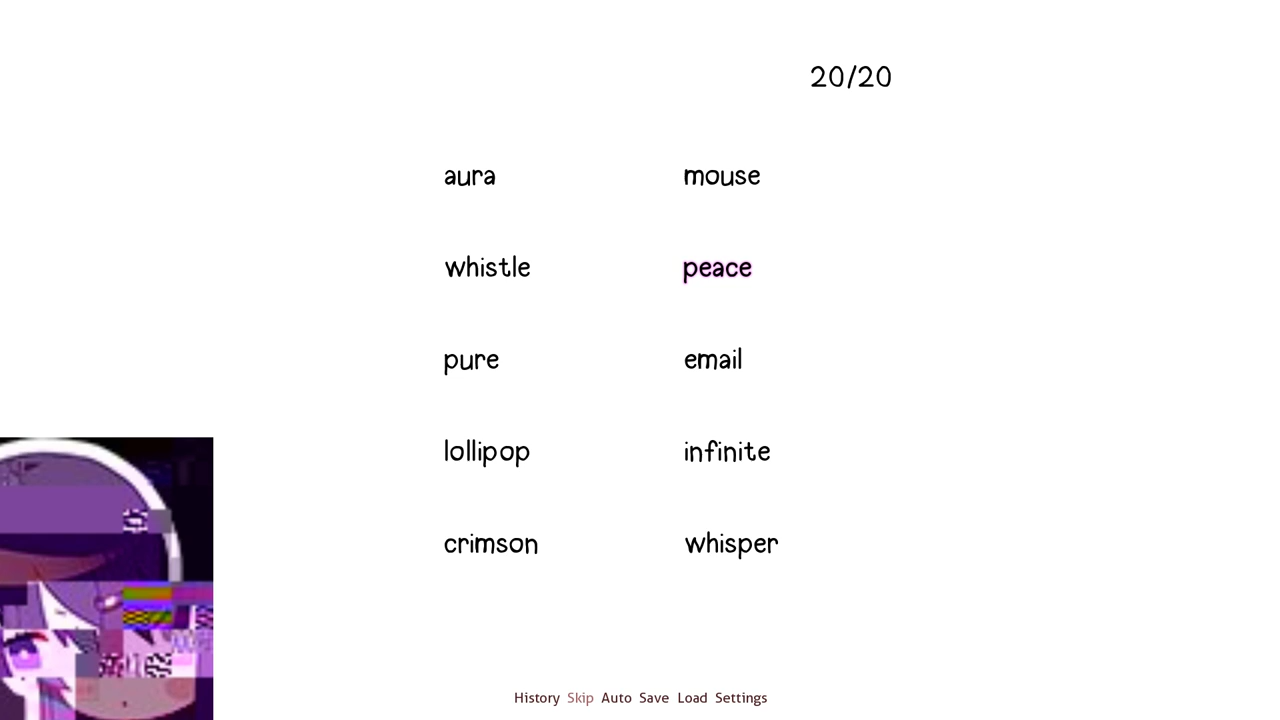 20/20
aura mouse
whistle peace
pure email
lollipop infinite
crimson whisper
History Skip Auto Save Load Settings